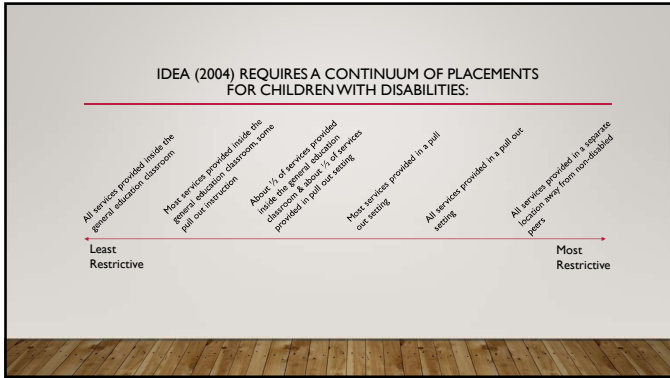 IDEA (2004) REQUIRES A CONTINUUM OF PLACEMENTS
FOR CHILDREN WITH DISABILITIES:
All services provided inside the
general education classroom
Most services provided inside the
general education classroom, some
pull out instruction
About ½ of services provided
inside the general education
classroom & about ½ of services
provided in pull out setting
Most services provided in a pull
out setting
All services provided in a pull out
setting
All services provided in a separate
location away from non-disabled
peers
Least
Restrictive
Most
Restrictive